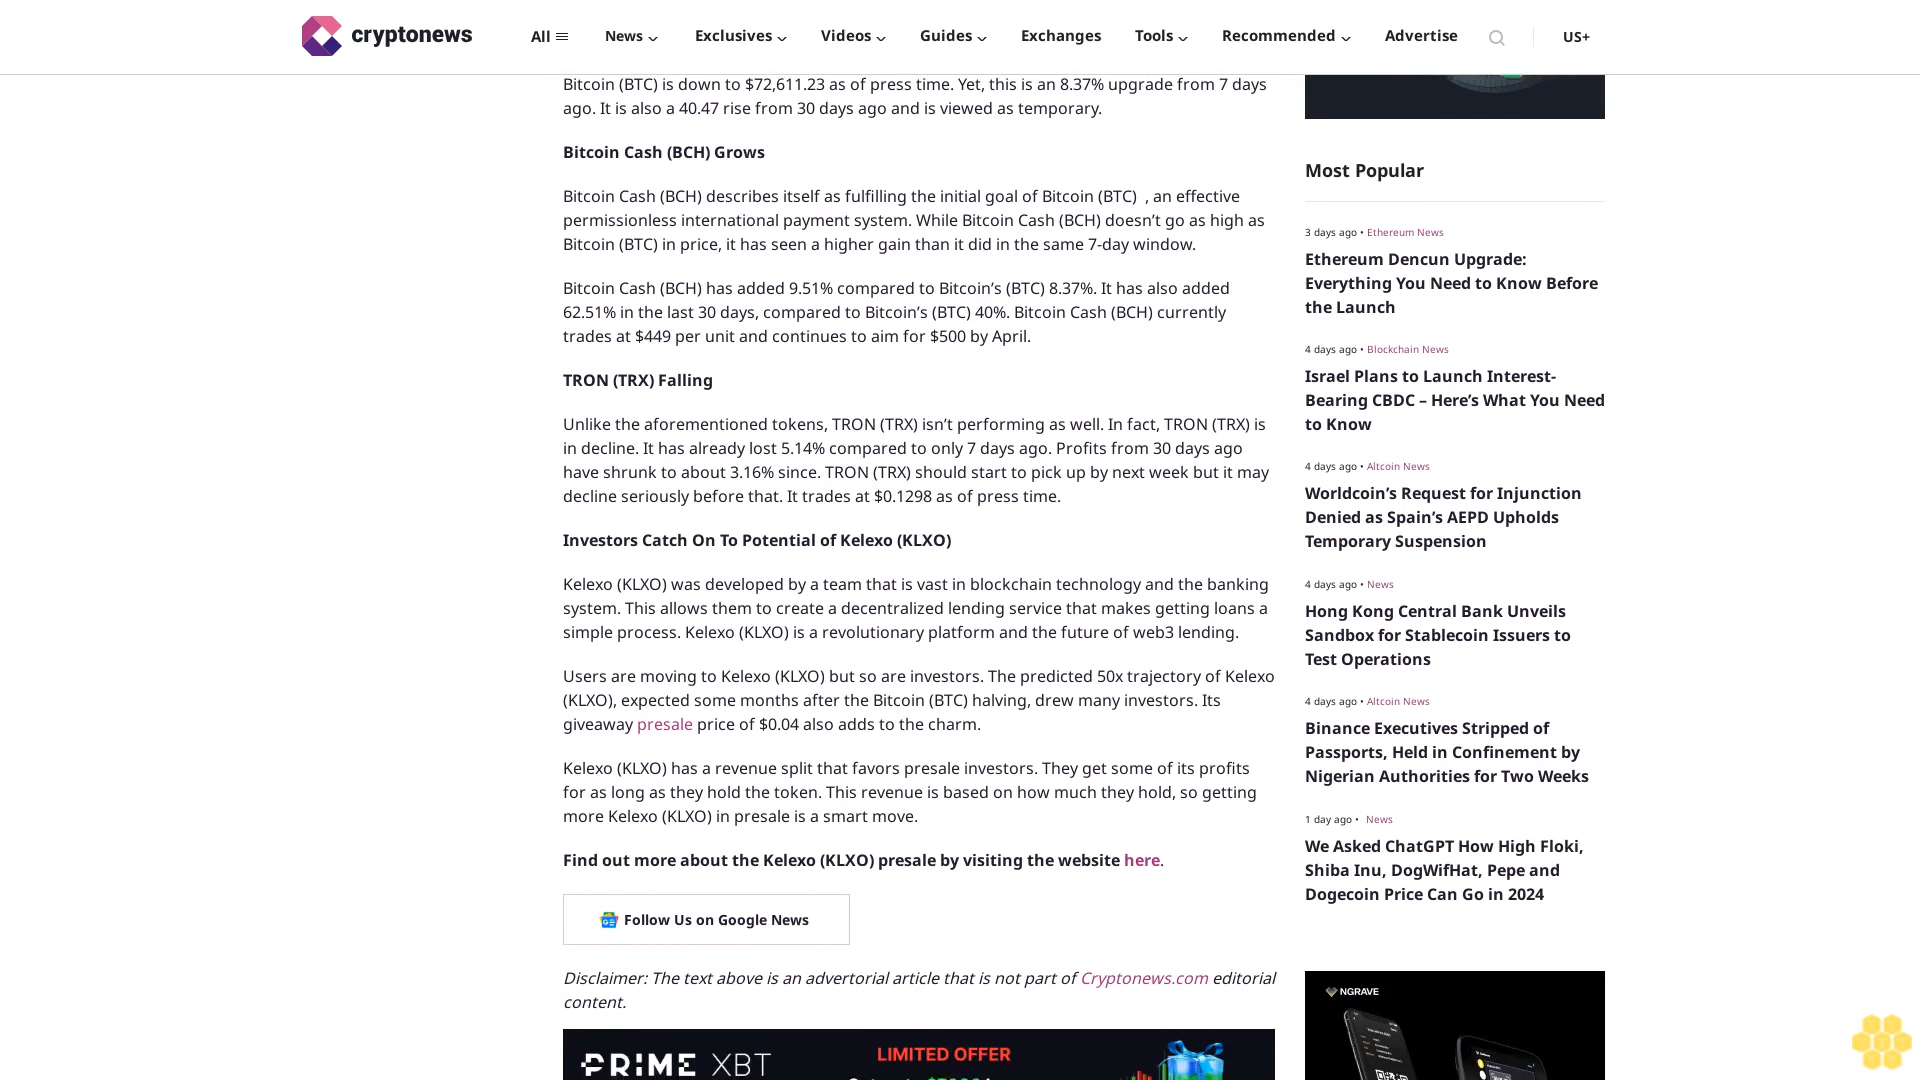 cryptonews
All
News
Exclusives
Videos
Guides
Exchanges
Tools
Recommended
Advertise
US+
Bitcoin (BTC) is down to $72,611.23 as of press time. Yet, this is an 8.37% upgrade from 7 days
ago. It is also a 40.47 rise from 30 days ago and is viewed as temporary.
Bitcoin Cash (BCH) Grows
Bitcoin Cash (BCH) describes itself as fulfilling the initial goal of Bitcoin (BTC)  , an effective
permissionless international payment system. While Bitcoin Cash (BCH) doesn’t go as high as
Bitcoin (BTC) in price, it has seen a higher gain than it did in the same 7-day window.
Bitcoin Cash (BCH) has added 9.51% compared to Bitcoin’s (BTC) 8.37%. It has also added
62.51% in the last 30 days, compared to Bitcoin’s (BTC) 40%. Bitcoin Cash (BCH) currently
trades at $449 per unit and continues to aim for $500 by April.
TRON (TRX) Falling
Unlike the aforementioned tokens, TRON (TRX) isn’t performing as well. In fact, TRON (TRX) is
in decline. It has already lost 5.14% compared to only 7 days ago. Profits from 30 days ago
have shrunk to about 3.16% since. TRON (TRX) should start to pick up by next week but it may
decline seriously before that. It trades at $0.1298 as of press time.
Investors Catch On To Potential of Kelexo (KLXO)
Kelexo (KLXO) was developed by a team that is vast in blockchain technology and the banking
system. This allows them to create a decentralized lending service that makes getting loans a
simple process. Kelexo (KLXO) is a revolutionary platform and the future of web3 lending.
Users are moving to Kelexo (KLXO) but so are investors. The predicted 50x trajectory of Kelexo
(KLXO), expected some months after the Bitcoin (BTC) halving, drew many investors. Its
giveaway presale price of $0.04 also adds to the charm.
Kelexo (KLXO) has a revenue split that favors presale investors. They get some of its profits
for as long as they hold the token. This revenue is based on how much they hold, so getting
more Kelexo (KLXO) in presale is a smart move.
Find out more about the Kelexo (KLXO) presale by visiting the website here.
Follow Us on Google News
Disclaimer: The text above is an advertorial article that is not part of Cryptonews.com editorial
content.
PRIME XBT
LIMITED OFFER
Most Popular
3 days ago • Ethereum News
Ethereum Dencun Upgrade:
Everything You Need to Know Before
the Launch
4 days ago • Blockchain News
Israel Plans to Launch Interest-
Bearing CBDC – Here’s What You Need
to Know
4 days ago • Altcoin News
Worldcoin’s Request for Injunction
Denied as Spain’s AEPD Upholds
Temporary Suspension
4 days ago • News
Hong Kong Central Bank Unveils
Sandbox for Stablecoin Issuers to
Test Operations
4 days ago • Altcoin News
Binance Executives Stripped of
Passports, Held in Confinement by
Nigerian Authorities for Two Weeks
1 day ago • News
We Asked ChatGPT How High Floki,
Shiba Inu, DogWifHat, Pepe and
Dogecoin Price Can Go in 2024
NGRAVE